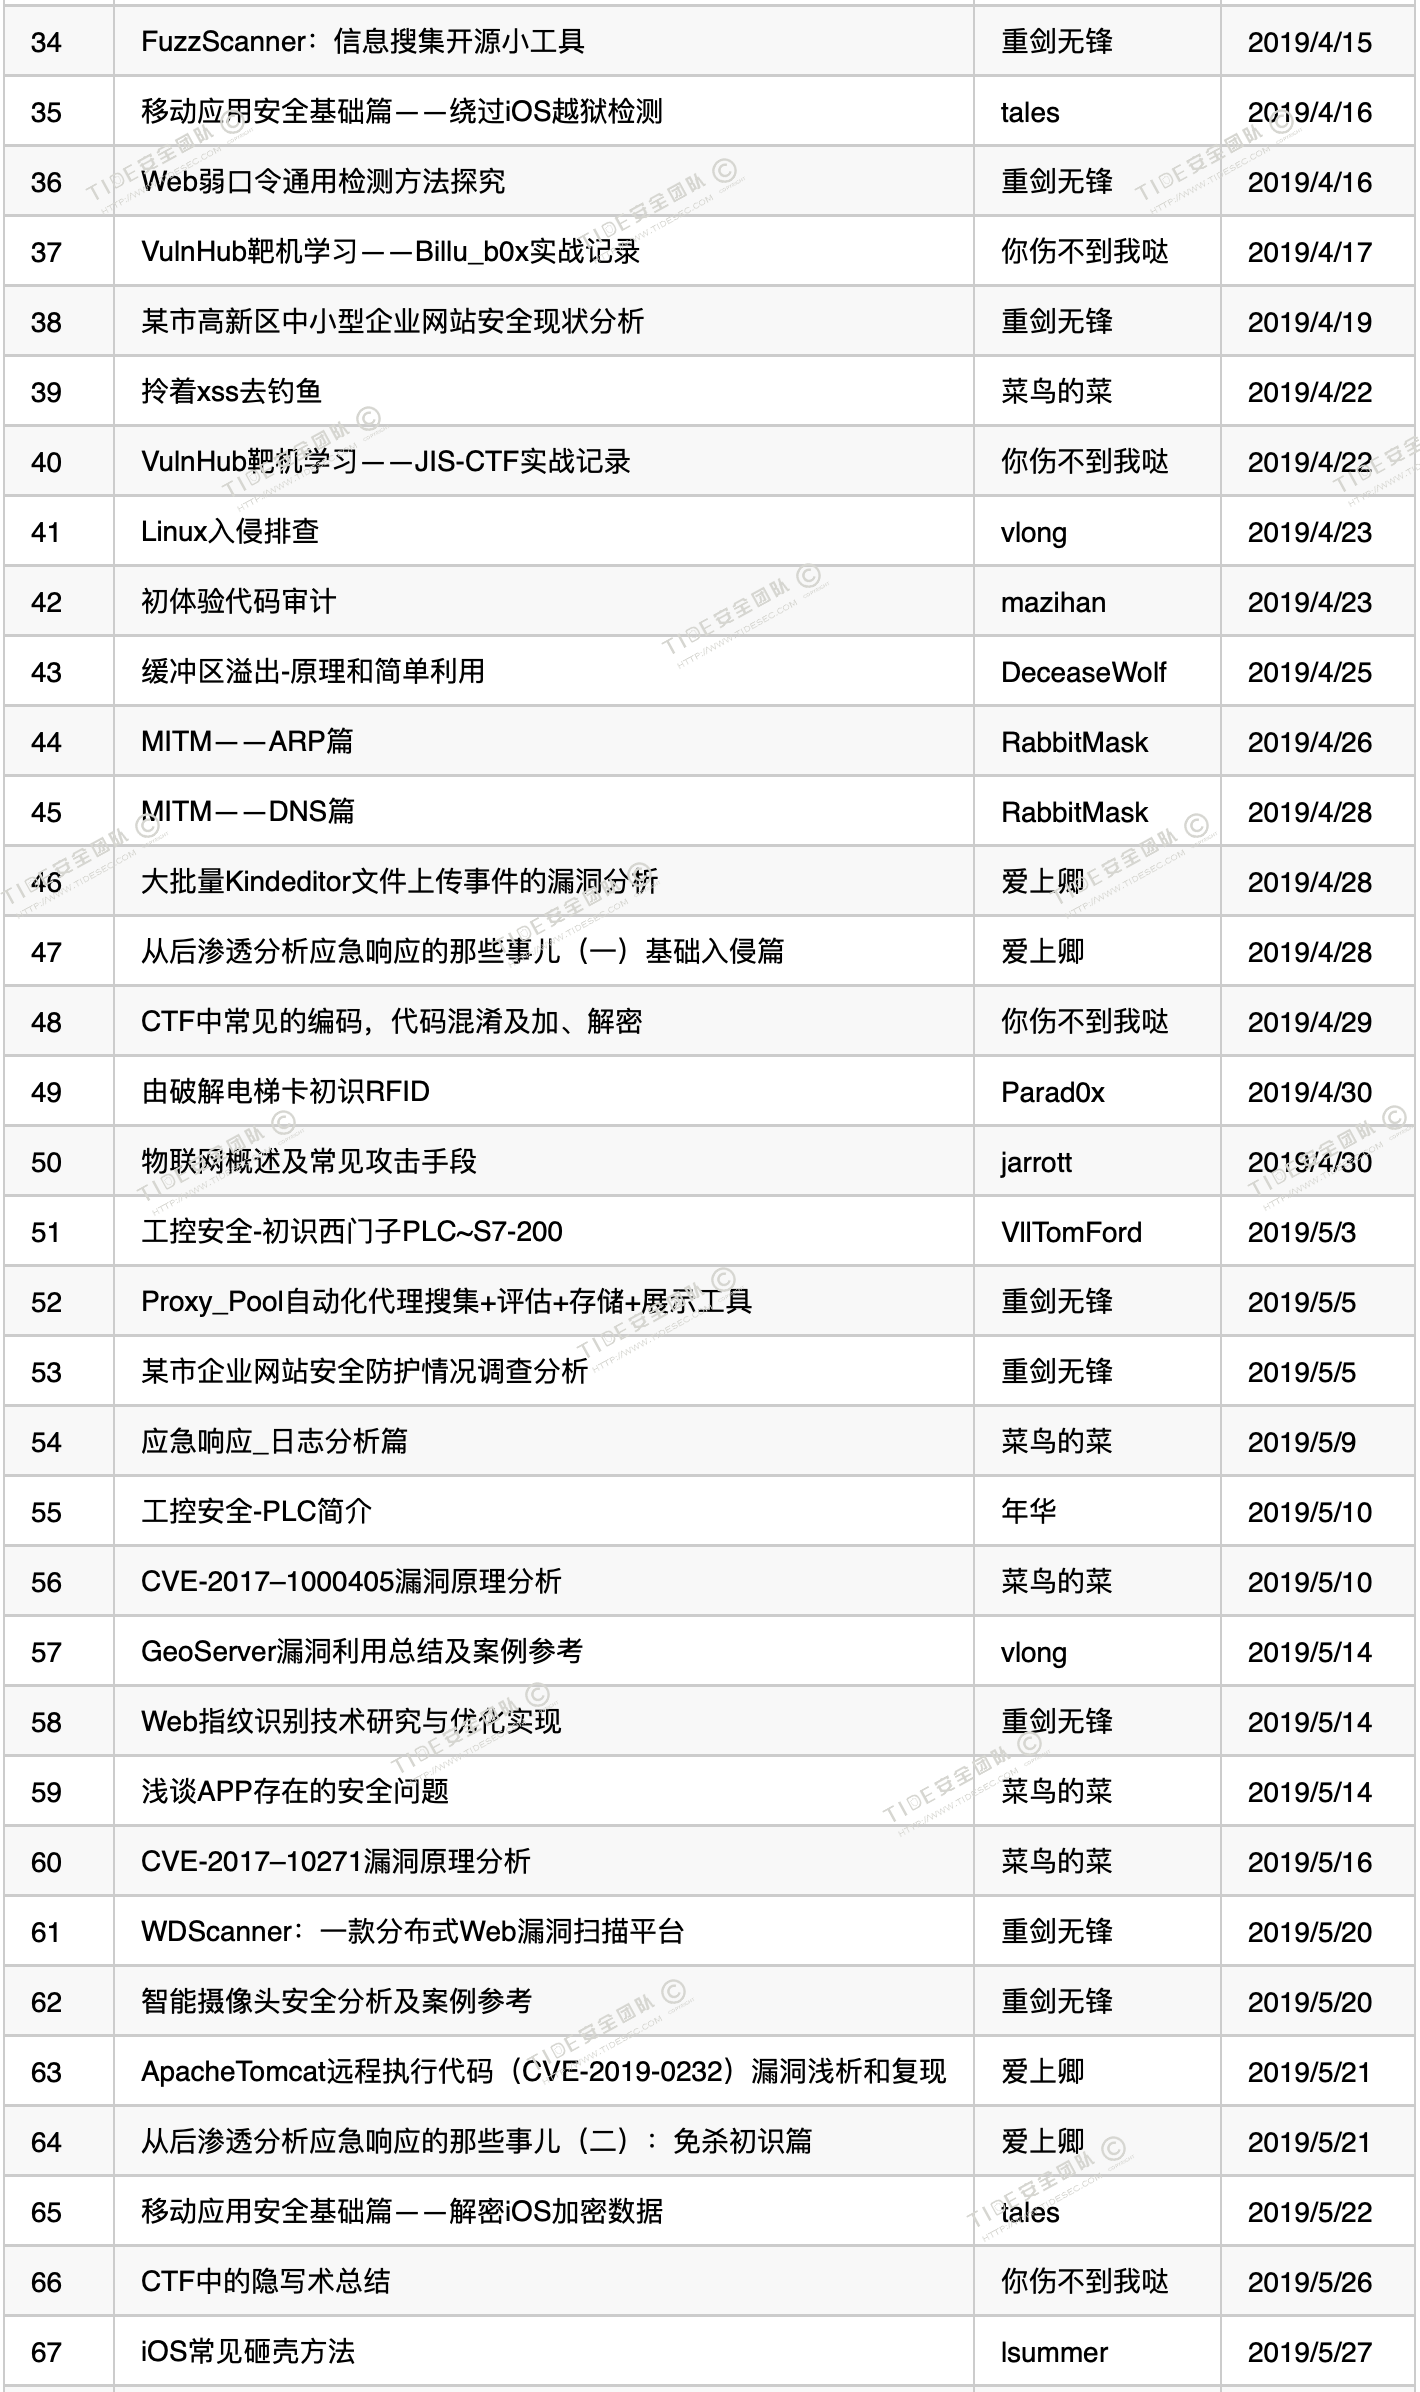 34 FuzzScanner：信息搜集开源小工具 重剑无锋 2019/4/15
35 移动应用安全基础篇——绕过iOS越狱检测 tales 2019/4/16
36 Web弱口令通用检测方法探究 重剑无锋 2019/4/16
37 VulnHub靶机学习——Billu_b0x实战记录 你伤不到我哒 2019/4/17
38 某市高新区中小型企业网站安全现状分析 重剑无锋 2019/4/19
39 拎着xss去钓鱼 菜鸟的菜 2019/4/22
40 VulnHub靶机学习——JIS-CTF实战记录 你伤不到我哒 2019/4/22
41 Linux入侵排查 vlong 2019/4/23
42 初体验代码审计 mazihan 2019/4/23
43 缓冲区溢出-原理和简单利用 DeceaseWolf 2019/4/25
44 MITM——ARP篇 RabbitMask 2019/4/26
45 MITM——DNS篇 RabbitMask 2019/4/28
46 大批量Kindeditor文件上传事件的漏洞分析 爱上卿 2019/4/28
47 从后渗透分析应急响应的那些事儿（一）基础入侵篇 爱上卿 2019/4/28
48 CTF中常见的编码，代码混淆及加、解密 你伤不到我哒 2019/4/29
49 由破解电梯卡初识RFID Parad0x 2019/4/30
50 物联网概述及常见攻击手段 jarrott 2019/4/30
51 工控安全-初识西门子PLC~S7-200 VllTomFord 2019/5/3
52 Proxy_Pool自动化代理搜集+评估+存储+展示工具 重剑无锋 2019/5/5
53 某市企业网站安全防护情况调查分析 重剑无锋 2019/5/5
54 应急响应_日志分析篇 菜鸟的菜 2019/5/9
55 工控安全-PLC简介 年华 2019/5/10
56 CVE-2017–1000405漏洞原理分析 菜鸟的菜 2019/5/10
57 GeoServer漏洞利用总结及案例参考 vlong 2019/5/14
58 Web指纹识别技术研究与优化实现 重剑无锋 2019/5/14
59 浅谈APP存在的安全问题 菜鸟的菜 2019/5/14
60 CVE-2017–10271漏洞原理分析 菜鸟的菜 2019/5/16
61 WDScanner：一款分布式Web漏洞扫描平台 重剑无锋 2019/5/20
62 智能摄像头安全分析及案例参考 重剑无锋 2019/5/20
63 ApacheTomcat远程执行代码（CVE-2019-0232）漏洞浅析和复现 爱上卿 2019/5/21
64 从后渗透分析应急响应的那些事儿（二）：免杀初识篇 爱上卿 2019/5/21
65 移动应用安全基础篇——解密iOS加密数据 tales 2019/5/22
66 CTF中的隐写术总结 你伤不到我哒 2019/5/26
67 iOS常见砸壳方法 lsummer 2019/5/27
TIDE安全团队 ©
HTTP://WWW.TIDESEC.COM